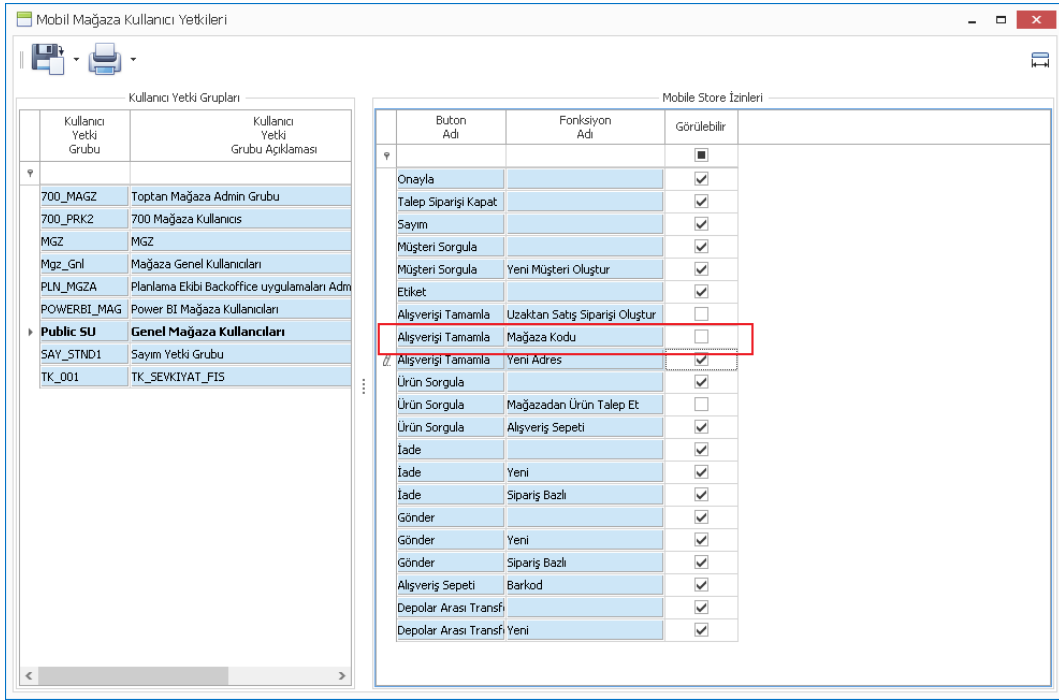 Mobil Mağaza Kullanıcı Yetkileri
Kullanıcı Yetki Grupları
Kullanıcı Yetki Grubu
Kullanıcı Yetki Grubu Açıklaması
700_MAGZ Toptan Mağaza Admin Grubu
700_PRK2 700 Mağaza Kullanıcıs
MGZ MGZ
Mgz_Gnl Mağaza Genel Kullanıcıları
PLN_MGZA Planlama Ekibi Backoffice uygulamaları Adm
POWERBI_MAG Power BI Mağaza Kullanıcıları
Public SU Genel Mağaza Kullancıları
SAY_STND1 Sayım Yetki Grubu
TK_001 TK_SEVKIYAT_FIS
Mobile Store İzinleri
Buton Adı
Fonksiyon Adı
Görülebilir
Onayla
Talep Siparişi Kapat
Sayım
Müşteri Sorgula
Müşteri Sorgula Yeni Müşteri Oluştur
Etiket
Alışverişi Tamamla Uzaktan Satış Siparişi Oluştur
Alışverişi Tamamla Mağaza Kodu
Alışverişi Tamamla Yeni Adres
Ürün Sorgula
Ürün Sorgula Mağazadan Ürün Talep Et
Ürün Sorgula Alışveriş Sepeti
İade
İade Yeni
İade Sipariş Bazlı
Gönder
Gönder Yeni
Gönder Sipariş Bazlı
Alışveriş Sepeti Barkod
Depolar Arası Transf
Depolar Arası Transf Yeni